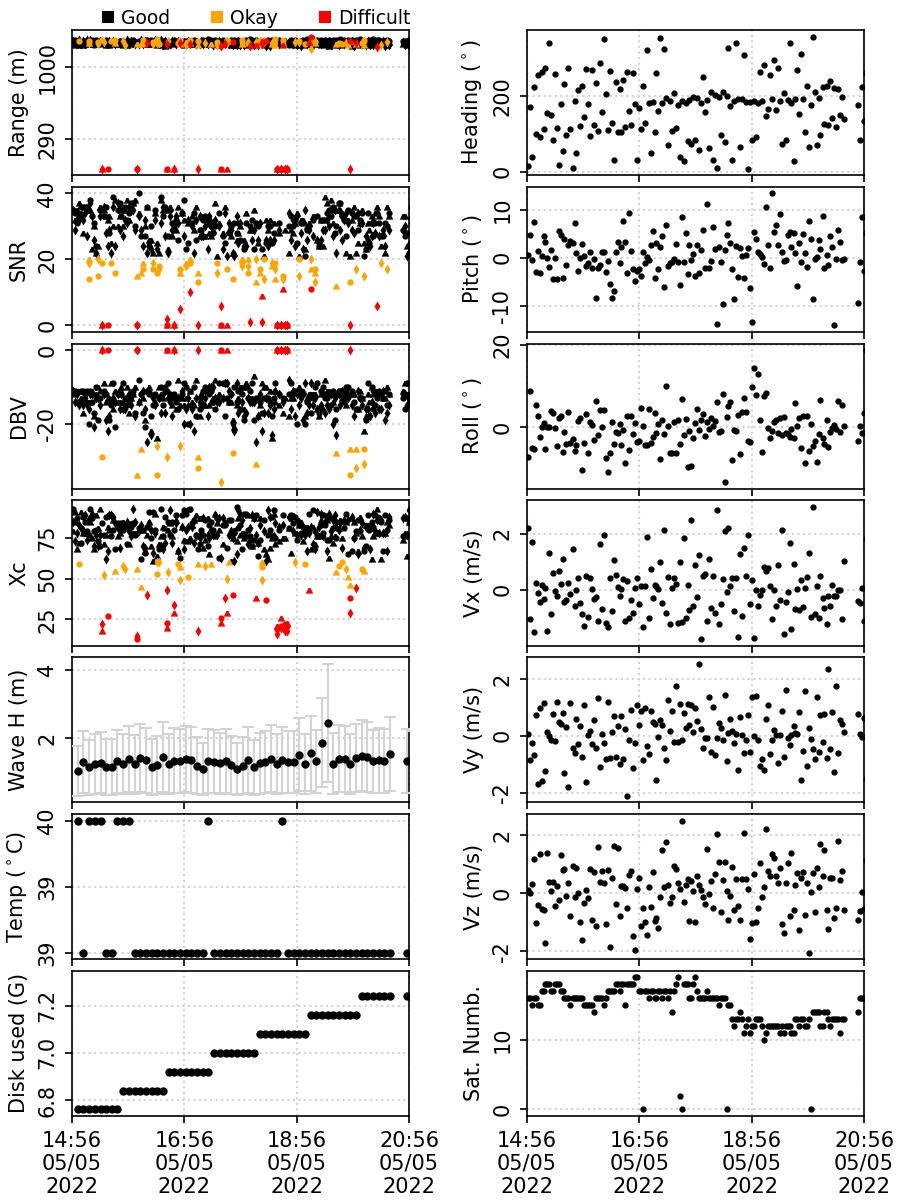 Good Okay Difficult
Range (m)
1000
290
SNR
40
20
0
DBV
0
-20
Xc
75
50
25
Wave H (m)
4
2
Temp (°C)
40
39
39
Disk used (G)
7.2
7.0
6.8
14:56 16:56 18:56 20:56
05/05 05/05 05/05 05/05
2022 2022 2022 2022
Heading (°)
200
0
Pitch (°)
10
0
-10
Roll (°)
20
0
Vx (m/s)
2
0
Vy (m/s)
2
0
-2
Vz (m/s)
2
0
-2
Sat. Numb.
10
0
14:56 16:56 18:56 20:56
05/05 05/05 05/05 05/05
2022 2022 2022 2022